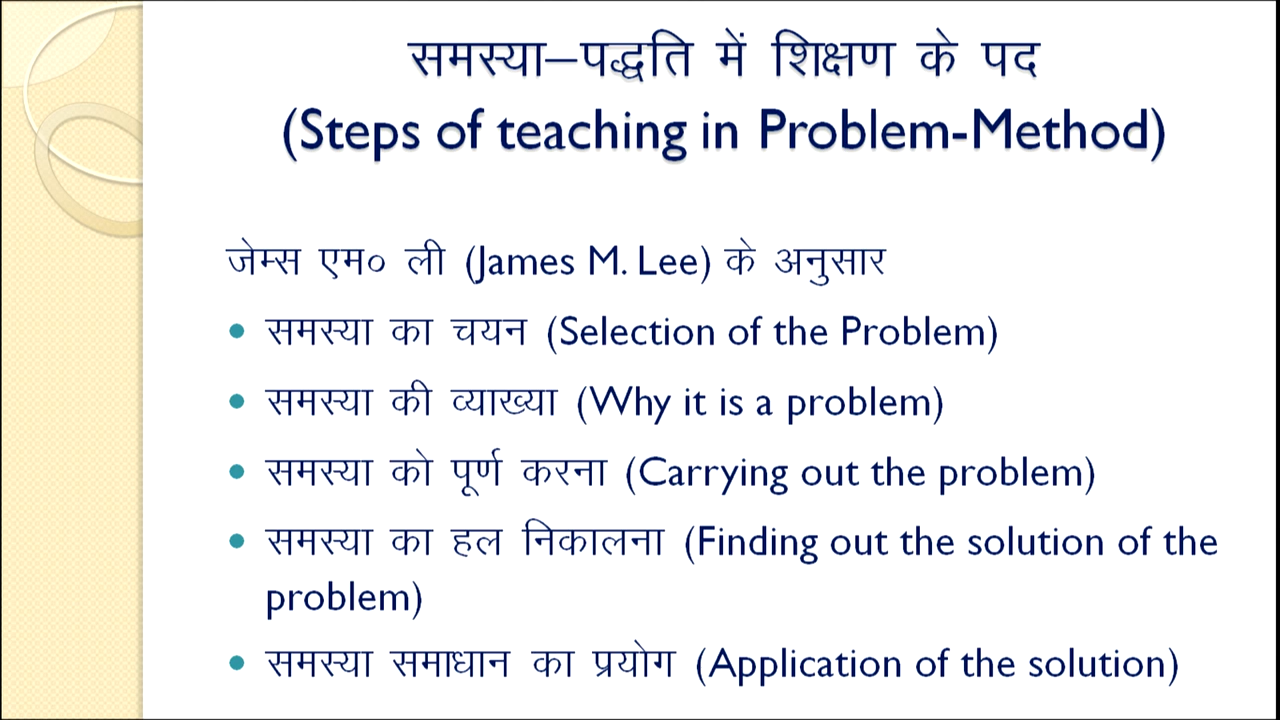 समस्या–पद्धति में शिक्षण के पद
(Steps of teaching in Problem-Method)
जेम्स एम० ली (James M. Lee) के अनुसार
• समस्या का चयन (Selection of the Problem)
• समस्या की व्याख्या (Why it is a problem)
• समस्या को पूर्ण करना (Carrying out the problem)
• समस्या का हल निकालना (Finding out the solution of the
problem)
• समस्या समाधान का प्रयोग (Application of the solution)